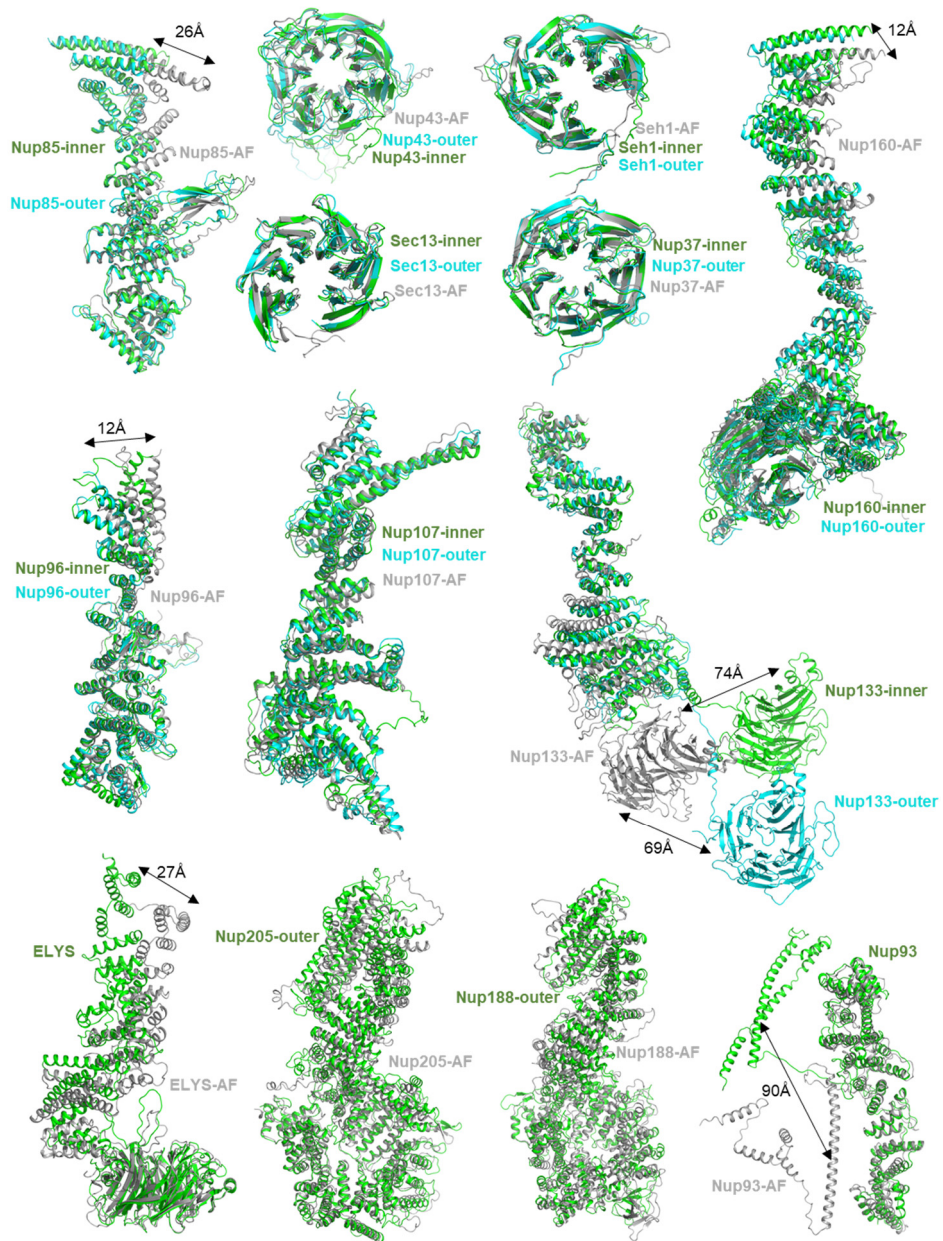 26Å
12Å
Nup43-AF
Nup43-outer
Nup43-inner
Seh1-AF
Seh1-inner
Seh1-outer
Nup85-inner
Nup85-AF
Nup160-AF
Nup85-outer
Sec13-inner
Sec13-outer
Sec13-AF
Nup37-inner
Nup37-outer
Nup37-AF
12Å
Nup160-inner
Nup160-outer
Nup107-inner
Nup107-outer
Nup107-AF
Nup96-inner
Nup96-outer
Nup96-AF
74Å
Nup133-inner
Nup133-AF
Nup133-outer
69Å
27Å
Nup205-outer
ELYS
Nup93
Nup188-outer
Nup205-AF
Nup188-AF
ELYS-AF
90Å
Nup93-AF